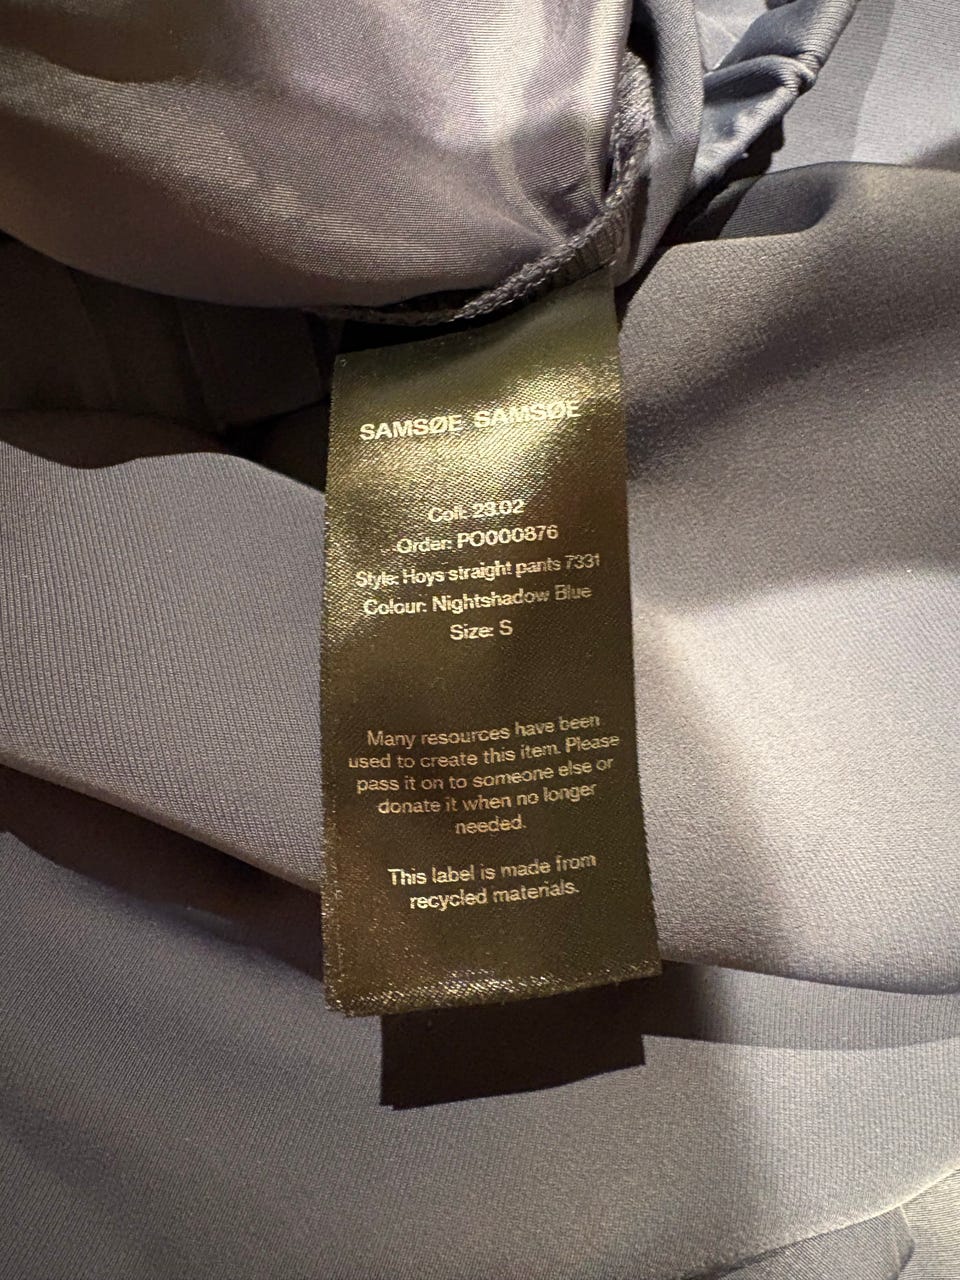 SAMSØE SAMSØE
Coll: 23.02
Order: PO000876
Style: Hoys straight pants 7331
Colour: Nightshadow Blue
Size: S
Many resources have been
used to create this item. Please
pass it on to someone else or
donate it when no longer
needed.
This label is made from
recycled materials.